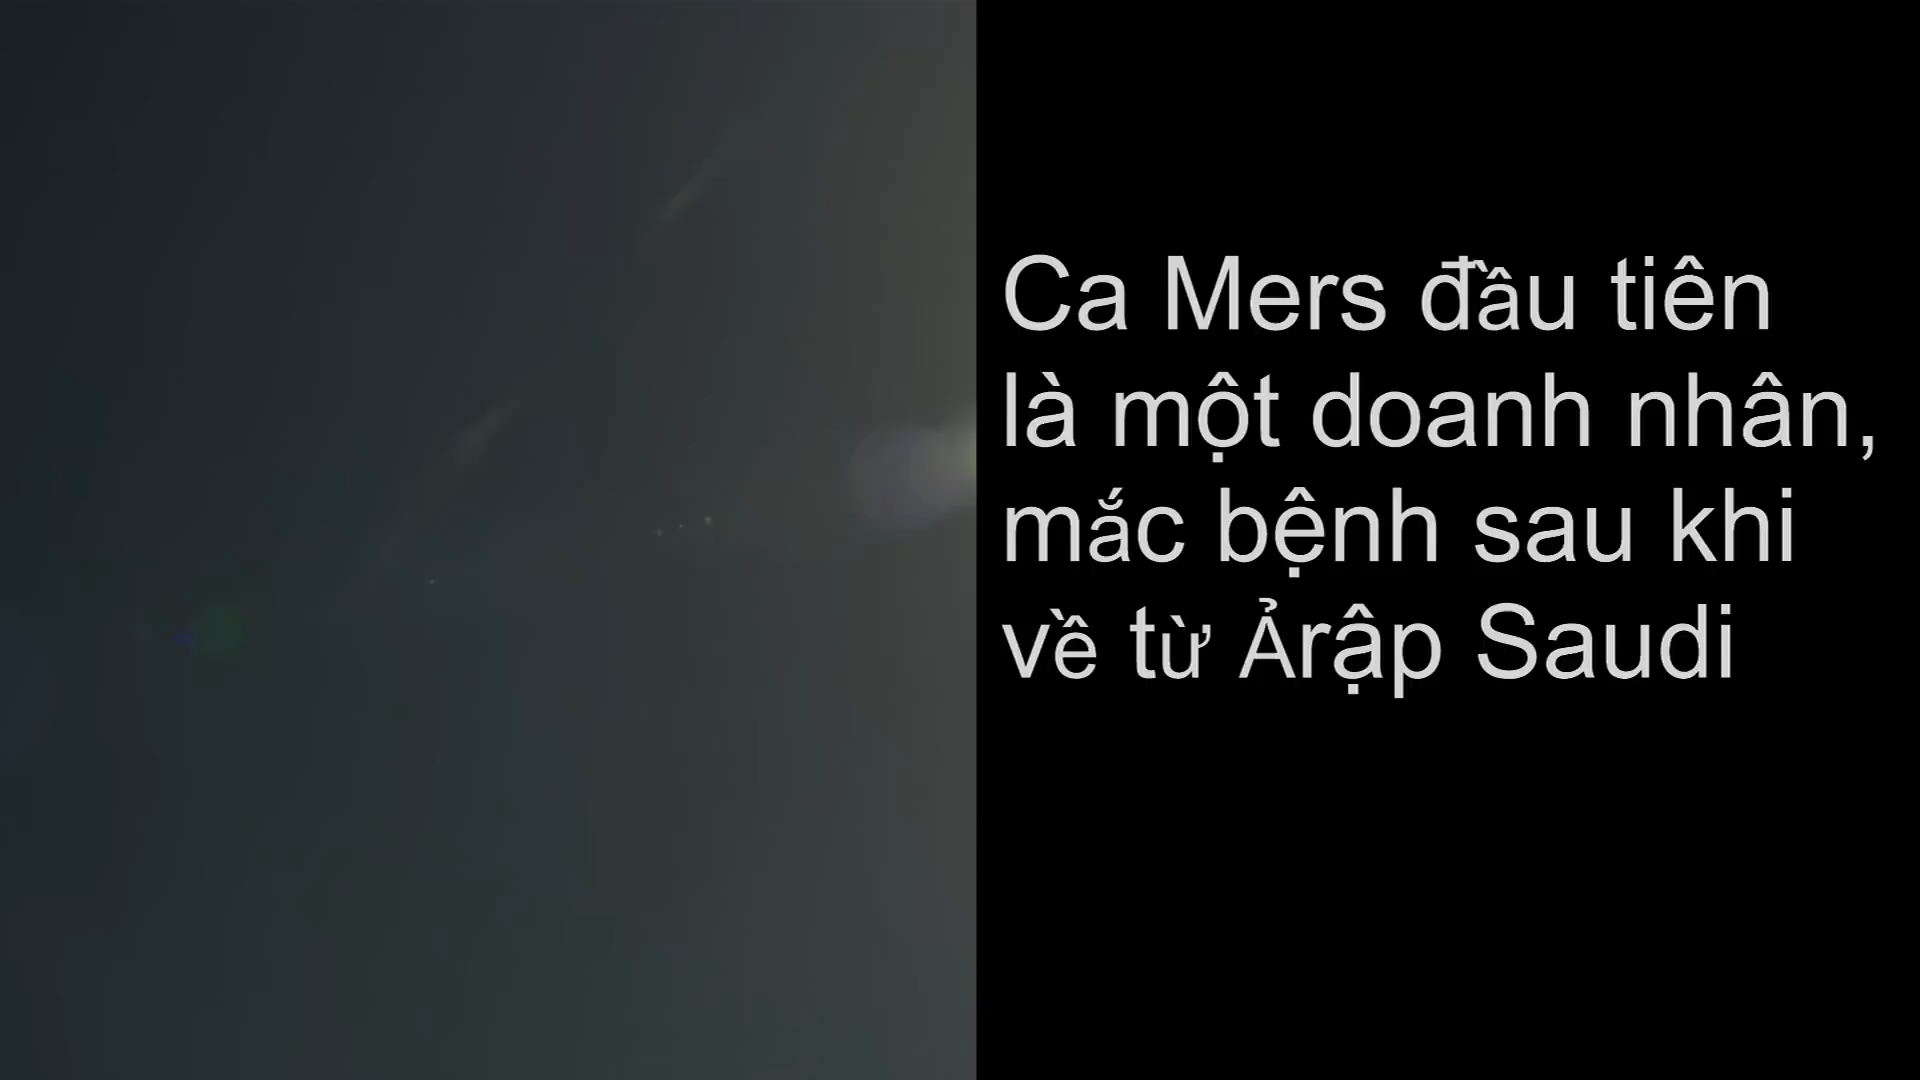 Ca Mers đầu tiên
là một doanh nhân,
mắc bệnh sau khi
về từ Ảrập Saudi